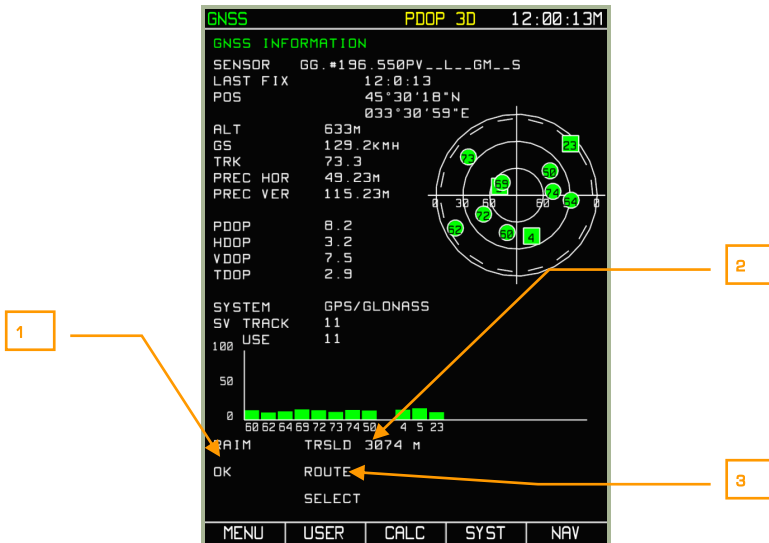 GNSS PDOP 3D 12:00:13M
GNSS INFORMATION
SENSOR GG.#196.550PV__L__GM__S
LAST FIX 12:0:13
POS 45°30'18"N
033°30'59"E
ALT 633M
GS 129.2KMH
TRK 73.3
PREC HOR 49.23M
PREC VER 115.23M
PDOP 8.2
HDOP 3.2
VDOP 7.5
TDOP 2.9
23
73
50
69
74
64
0 30 60 60 0
72
62
60
4
SYSTEM GPS/GLONASS
SV TRACK 11
USE 11
100
50
0
60 62 64 69 72 73 74 50 4 5 23
RAIM TRSLD 3074 M
OK ROUTE
SELECT
MENU USER CALC SYST NAV
1
2
3